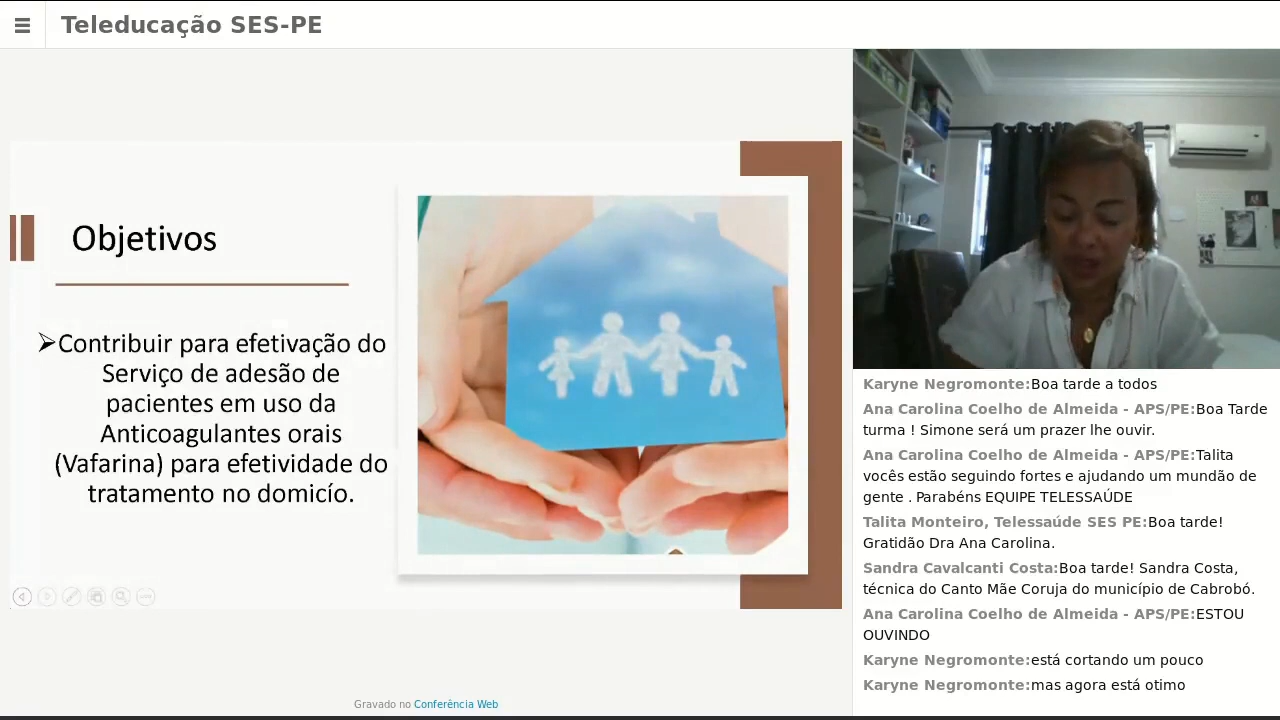 Teleducação SES-PE
Objetivos
➢Contribuir para efetivação do
Serviço de adesão de
pacientes em uso da
Anticoagulantes orais
(Vafarina) para efetividade do
tratamento no domicío.
Karyne Negromonte:Boa tarde a todos
Ana Carolina Coelho de Almeida - APS/PE:Boa Tarde
turma ! Simone será um prazer lhe ouvir.
Ana Carolina Coelho de Almeida - APS/PE:Talita
vocês estão seguindo fortes e ajudando um mundão de
gente . Parabéns EQUIPE TELESSAÚDE
Talita Monteiro, Telessaúde SES PE:Boa tarde!
Gratidão Dra Ana Carolina.
Sandra Cavalcanti Costa:Boa tarde! Sandra Costa,
técnica do Canto Mãe Coruja do município de Cabrobó.
Ana Carolina Coelho de Almeida - APS/PE:ESTOU
OUVINDO
Karyne Negromonte:está cortando um pouco
Karyne Negromonte:mas agora está otimo
Gravado no Conferência Web